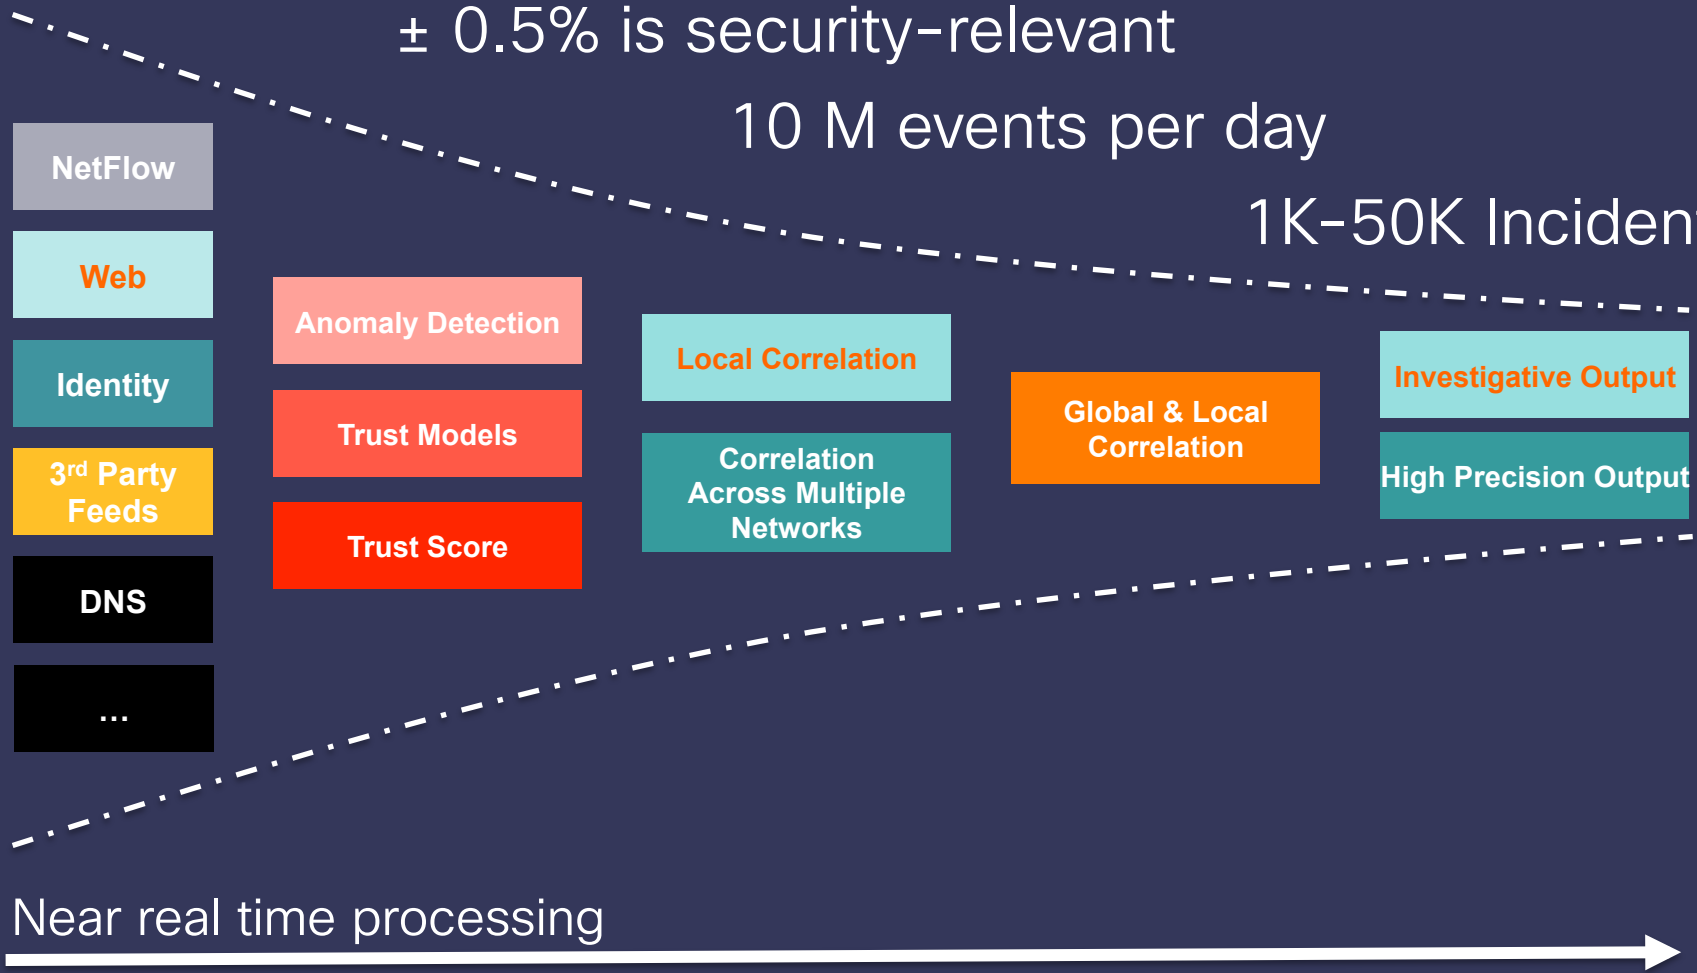 ± 0.5% is security-relevant
10 M events per day
1K-50K Inciden
NetFlow
Web
Identity
3rd Party
Feeds
DNS
...
Anomaly Detection
Trust Models
Trust Score
Local Correlation
Correlation
Across Multiple
Networks
Global & Local
Correlation
Investigative Output
High Precision Output
Near real time processing